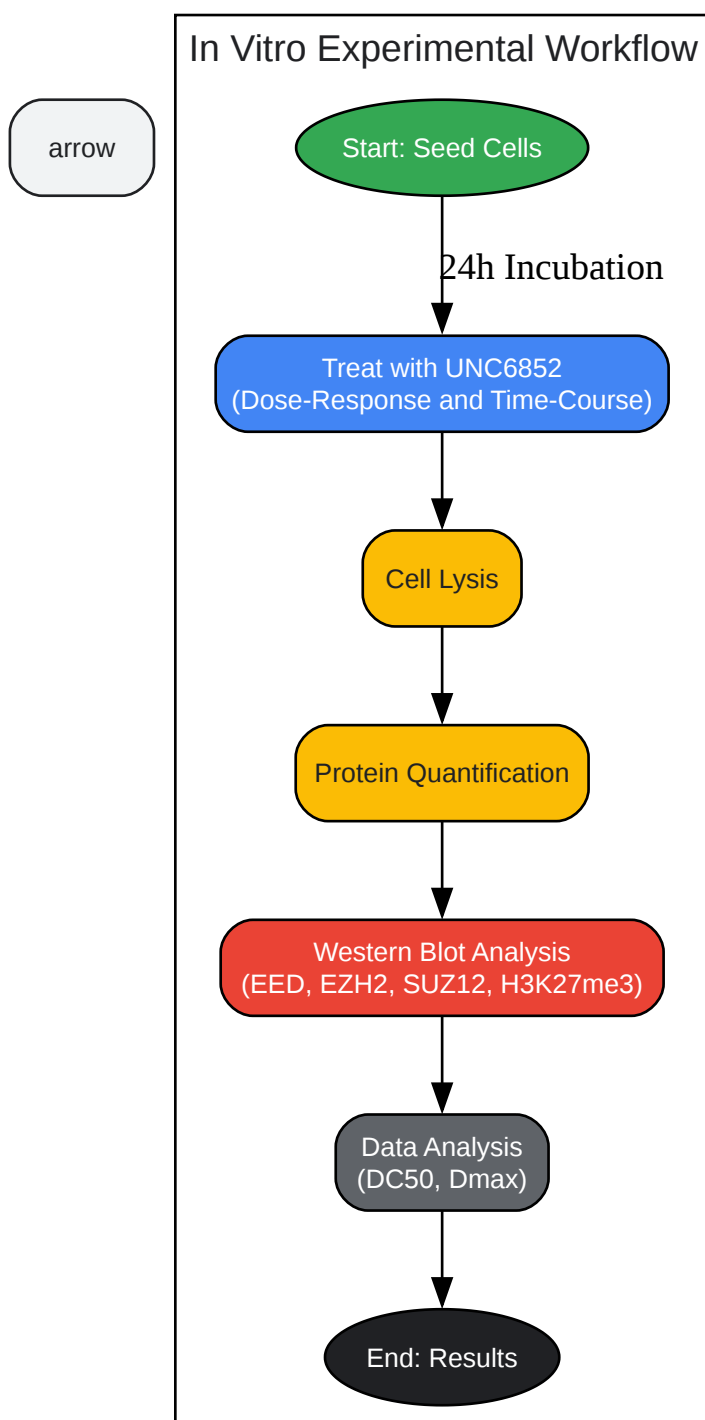 In Vitro Experimental Workflow
arrow
Start: Seed Cells
24h Incubation
Treat with UNC6852
(Dose-Response and Time-Course)
Cell Lysis
Protein Quantification
Western Blot Analysis
(EED, EZH2, SUZ12, H3K27me3)
Data Analysis
(DC50, Dmax)
End: Results